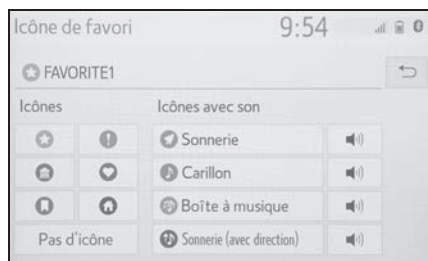 Icône de favori 9:54
FAVORITE1
Icônes Icônes avec son
Sonnerie
Carillon
Boîte à musique
Pas d'icône Sonnerie (avec direction)